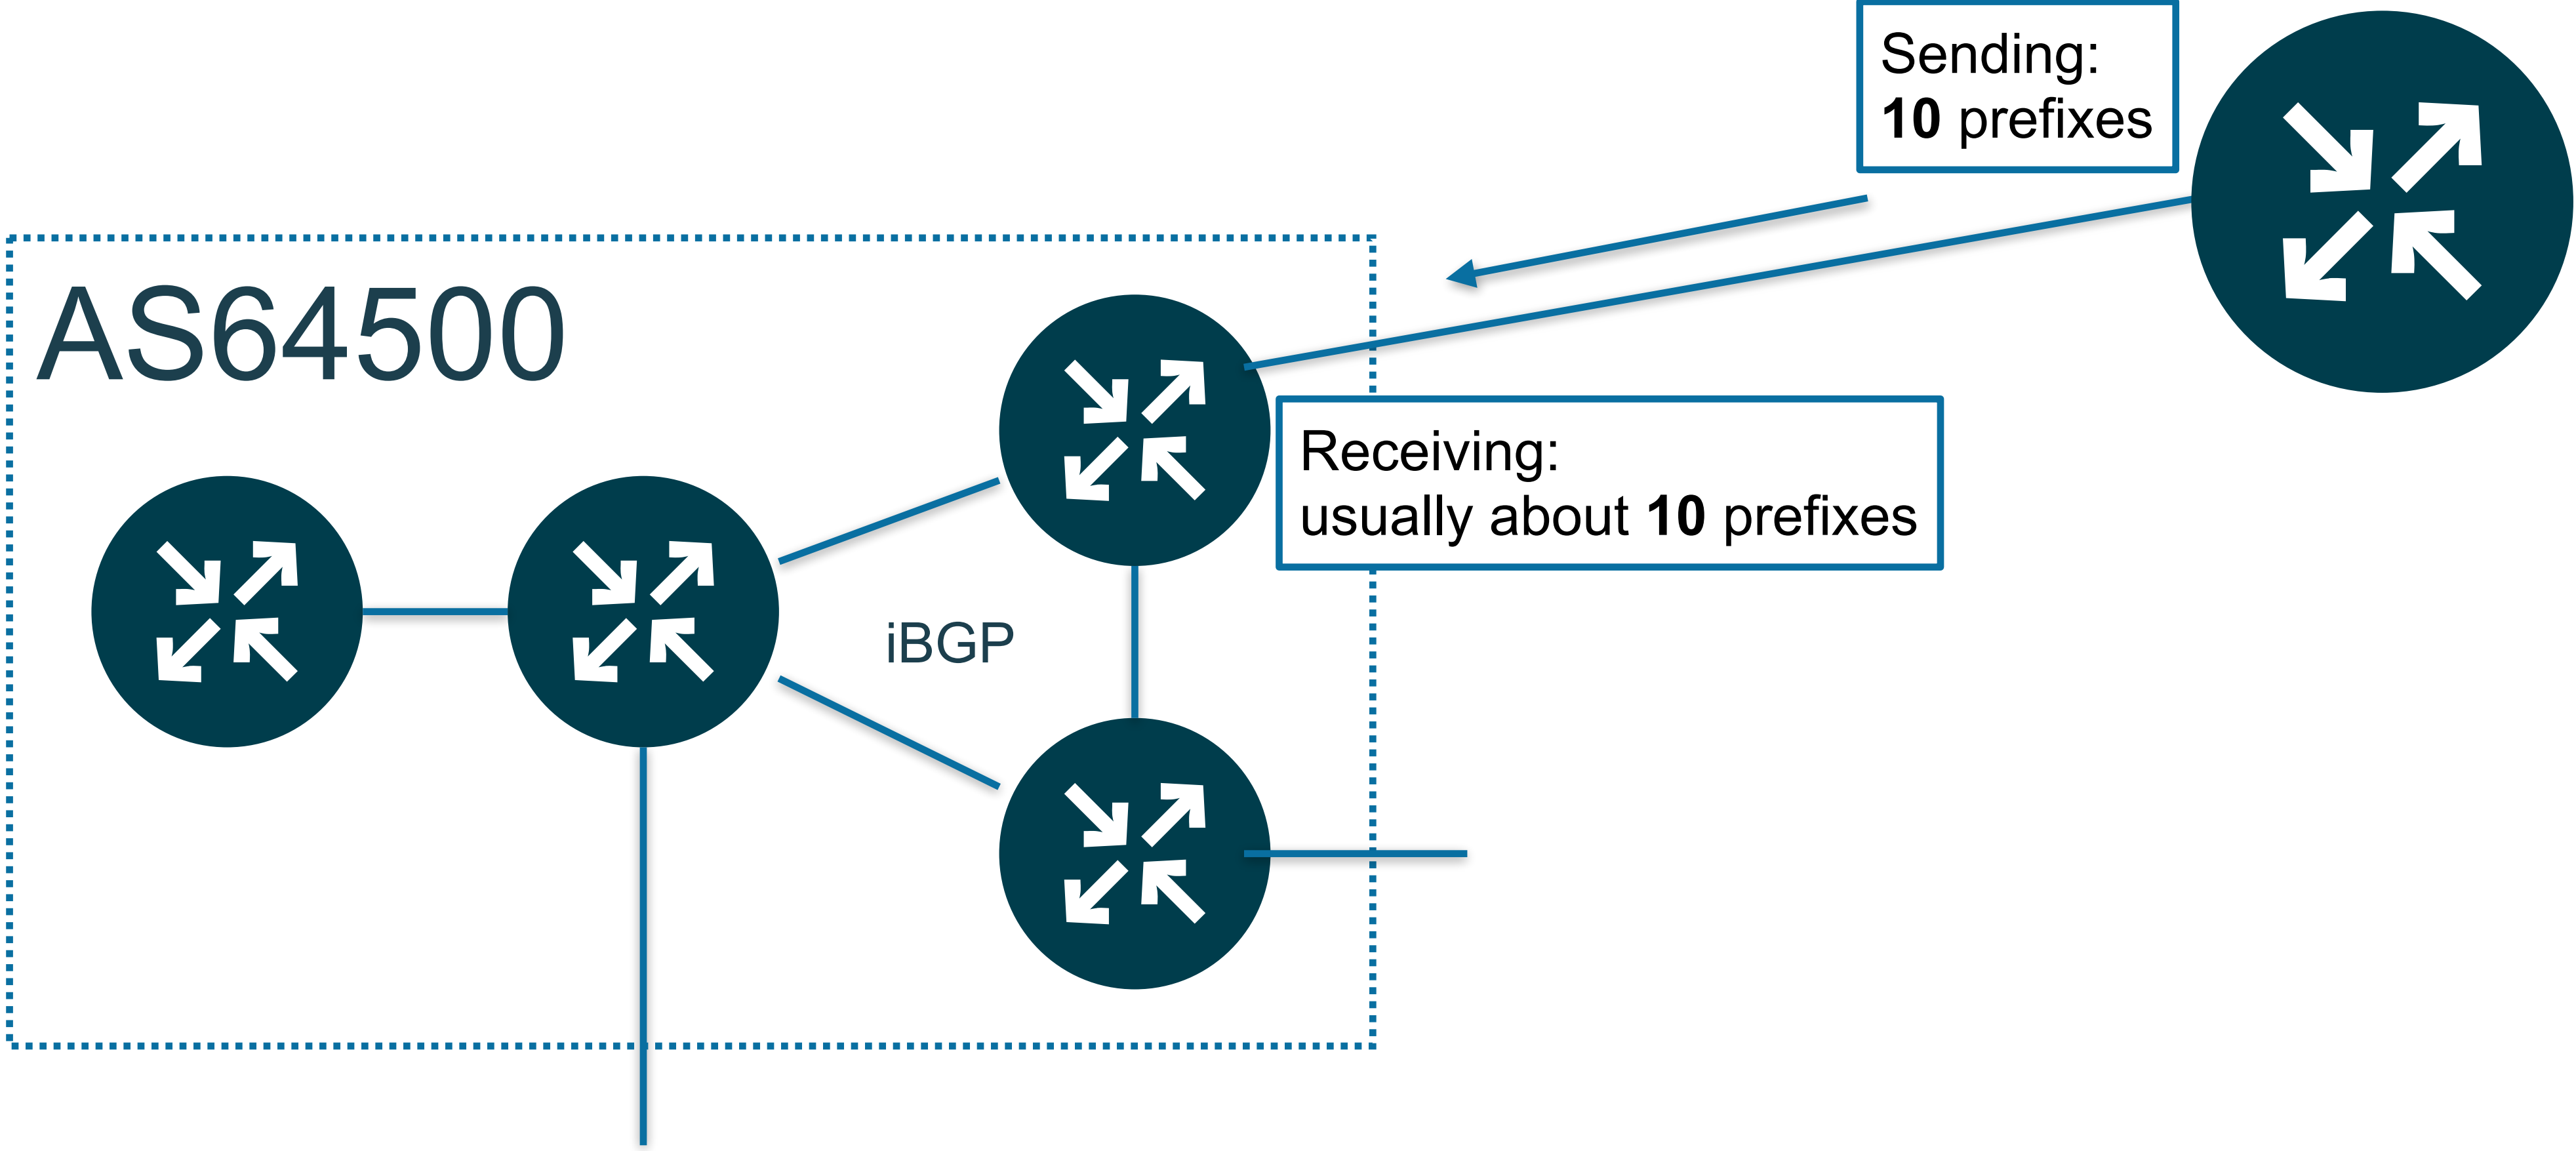 Sending:
10 prefixes
AS64500
Receiving:
usually about 10 prefixes
iBGP